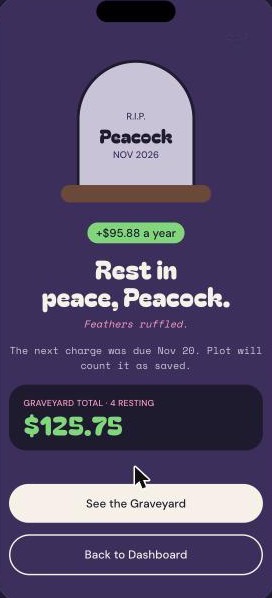 R.I.P.
Peacock
NOV 2026
+$95.88 a year
Rest in
peace, Peacock.
Feathers ruffled.
The next charge was due Nov 20. Plot will
count it as saved.
GRAVEYARD TOTAL · 4 RESTING
$125.75
See the Graveyard
Back to Dashboard